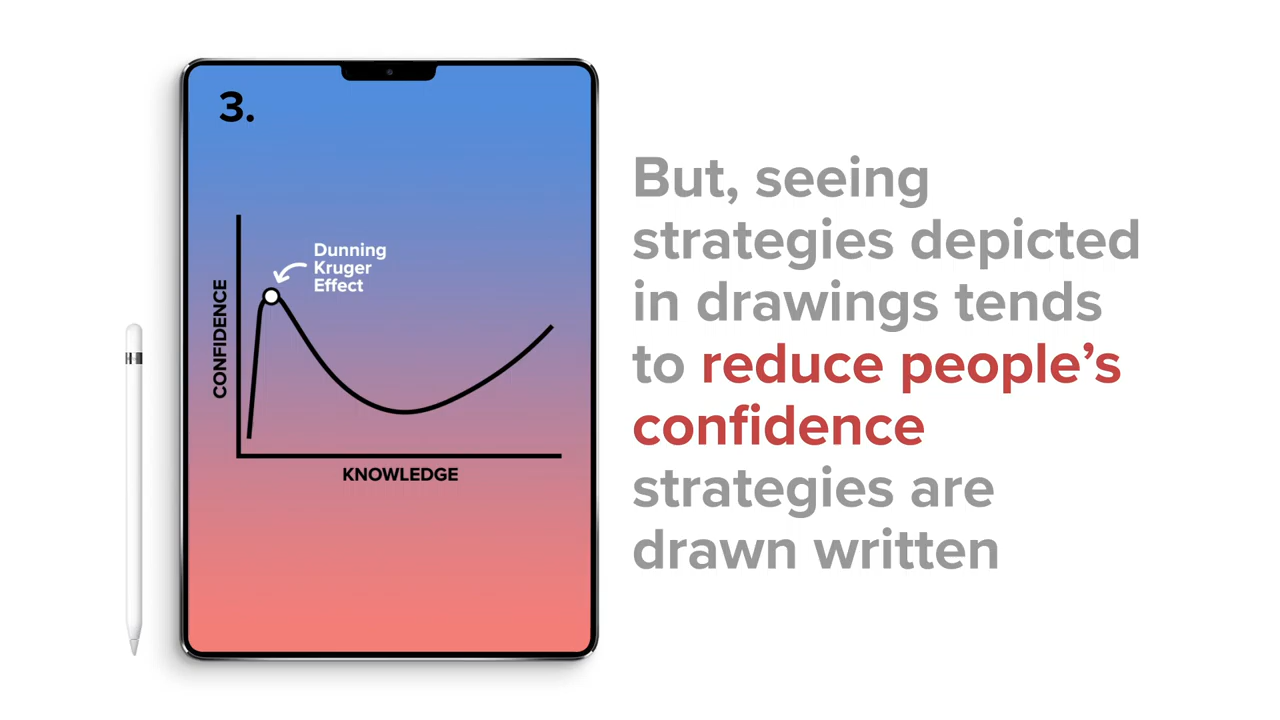 3.
Dunning
Kruger
Effect
CONFIDENCE
KNOWLEDGE
But, seeing
strategies depicted
in drawings tends
to reduce people’s
confidence
strategies are
drawn written